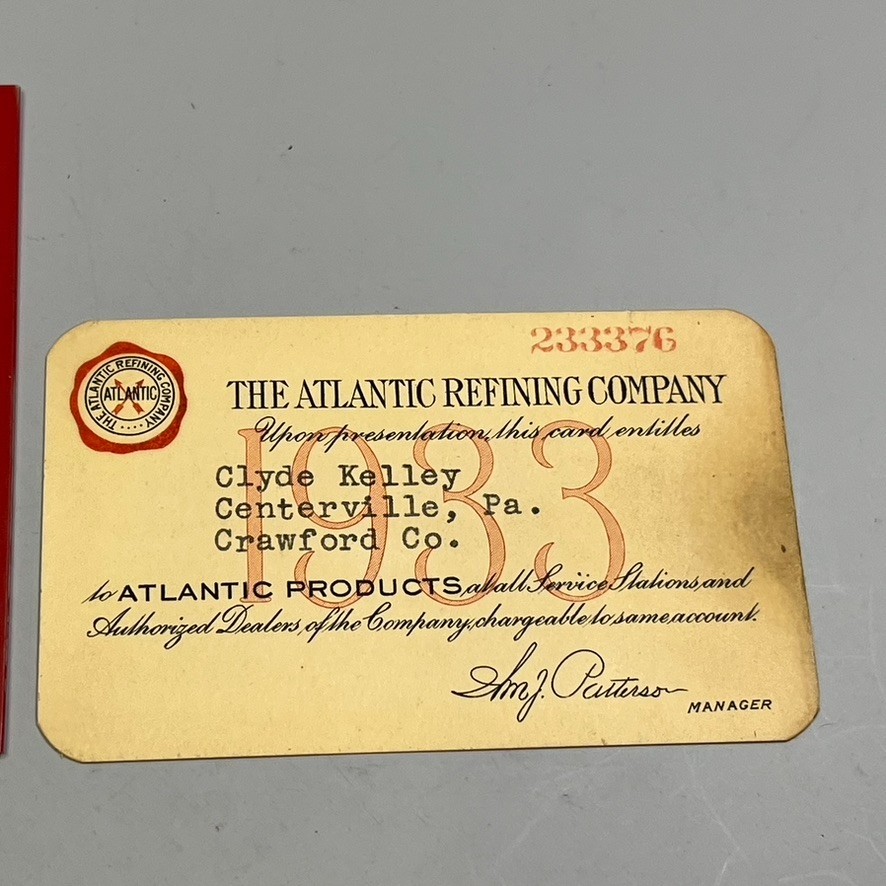 233376
THE ATLANTIC REFINING COMPANY
ATLANTIC
THE ATLANTIC REFINING COMPANY
Upon presentation, this card entitles
1933
Clyde Kelley
Centerville, Pa.
Crawford Co.
to ATLANTIC PRODUCTS, at all Service Stations and
Authorized Dealers, of the Company, chargeable to same account.
Wm J. Patterson
MANAGER